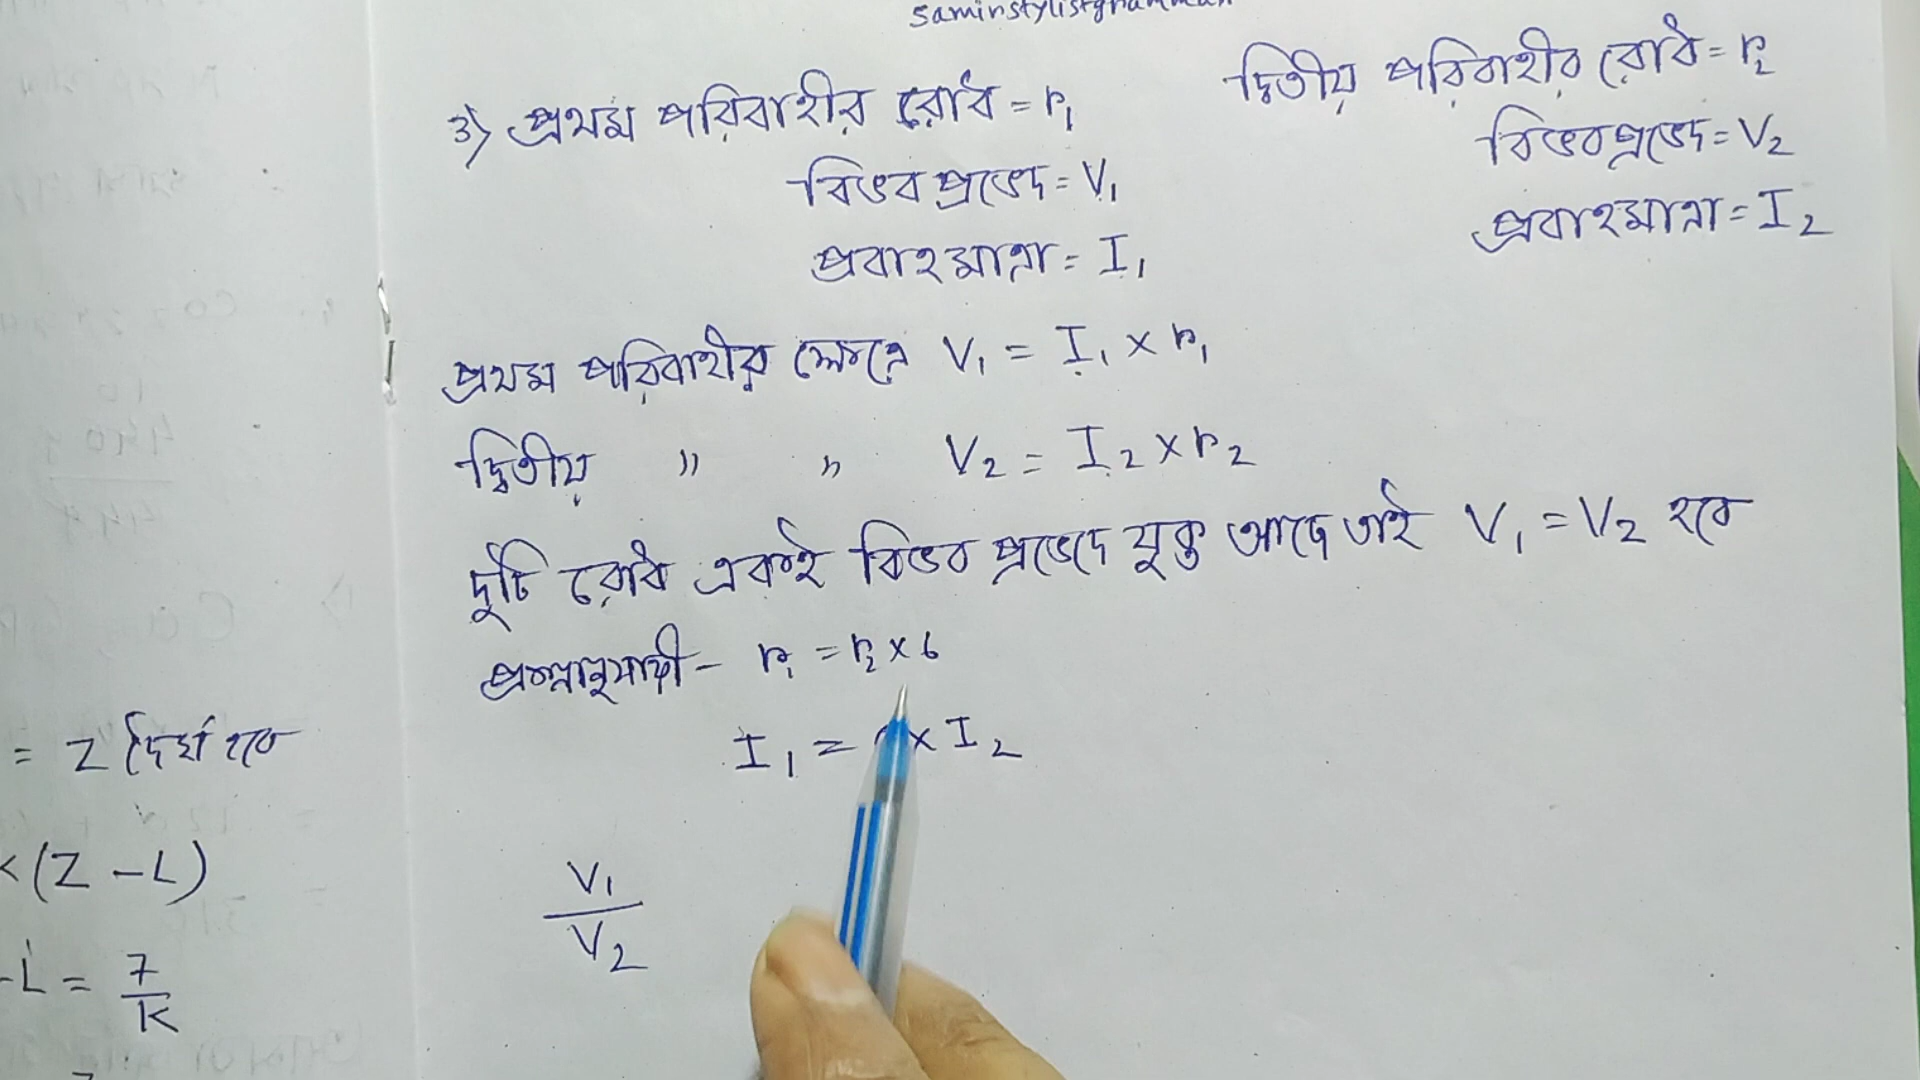 3) প্রথম পরিবাহীর রোধ = r₁
বিভব প্রভেদ = V₁
প্রবাহমাত্রা = I₁
দ্বিতীয় পরিবাহীর রোধ = r₂
বিভবপ্রভেদ = V₂
প্রবাহমাত্রা = I₂
প্রথম পরিবাহীর ক্ষেত্রে V₁ = I₁ × r₁
দ্বিতীয় " " V₂ = I₂ × r₂
দুটি রোধ একই বিভব প্রভেদে যুক্ত আছে তাই V₁ = V₂ হবে
প্রশ্নানুযায়ী - r₁ = r₂ × 6
I₁ = × I₂
V₁
V₂
= Z দৈর্ঘ্য হবে
× (Z - L)
- L = 7/K